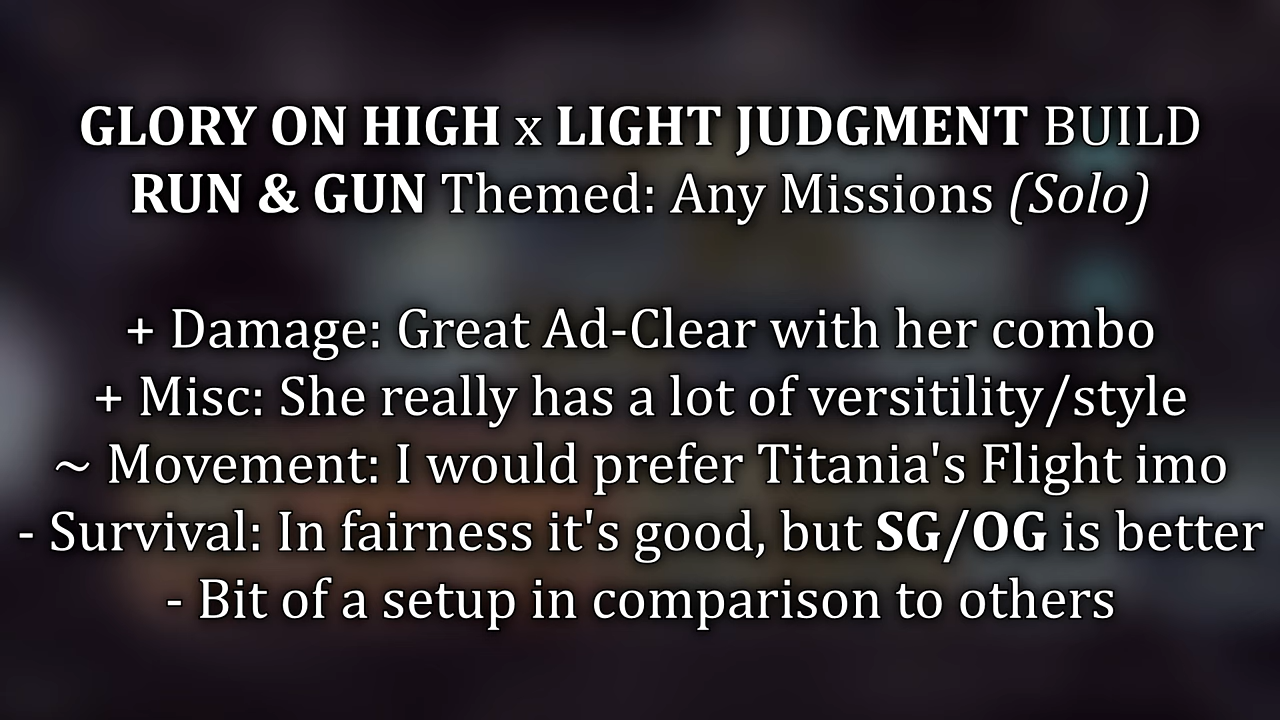 GLORY ON HIGH x LIGHT JUDGMENT BUILD
RUN & GUN Themed: Any Missions (Solo)
+ Damage: Great Ad-Clear with her combo
+ Misc: She really has a lot of versitility/style
~ Movement: I would prefer Titania's Flight imo
- Survival: In fairness it's good, but SG/OG is better
- Bit of a setup in comparison to others